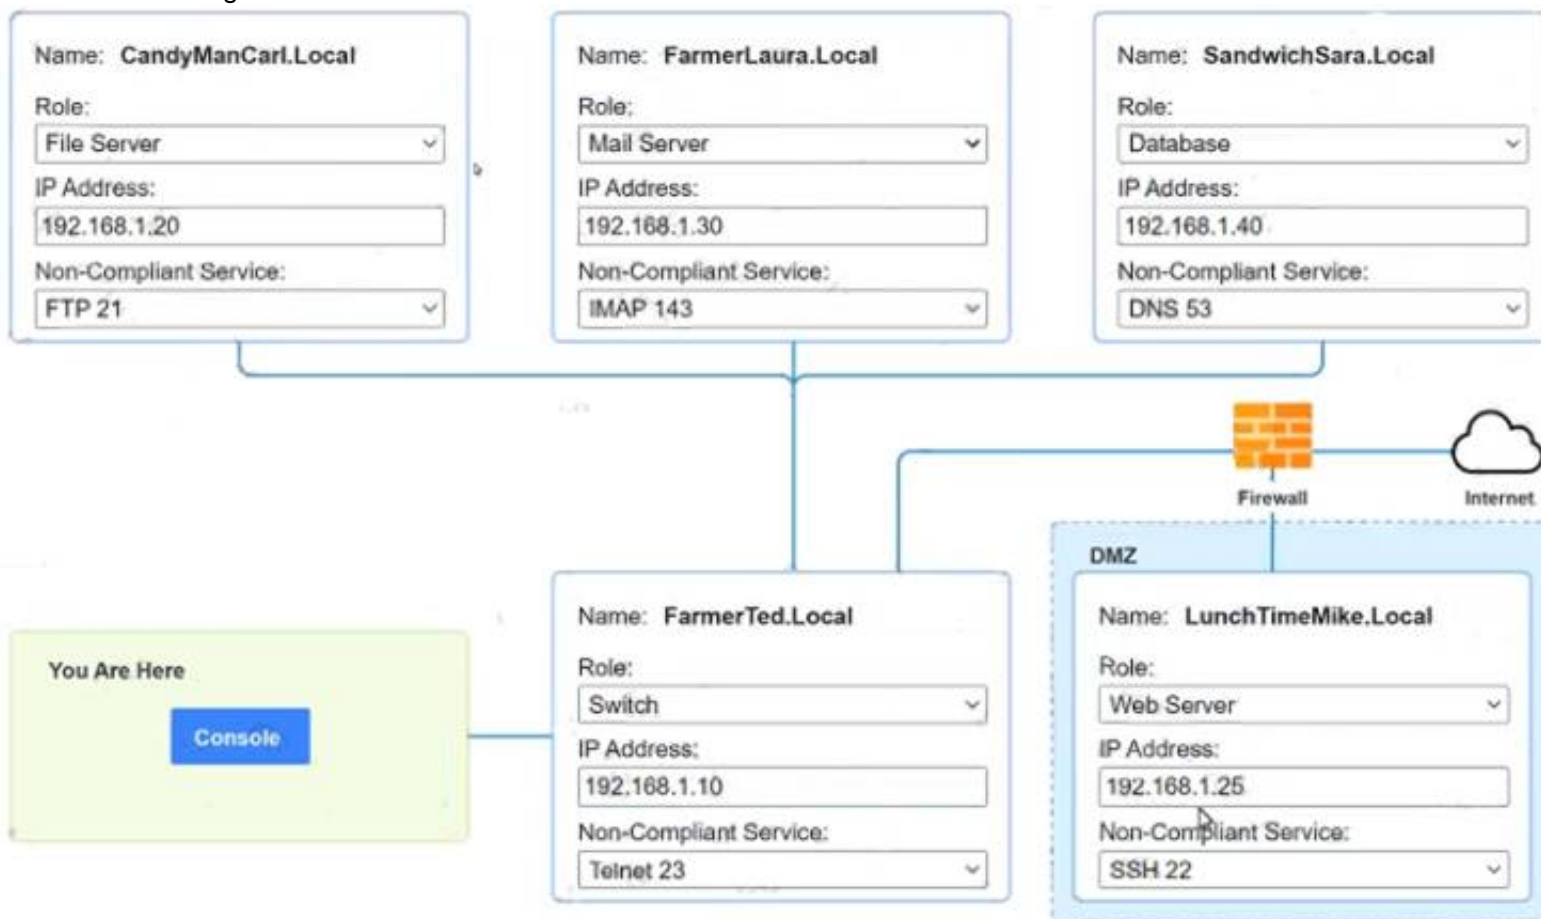 Name: CandyManCarl.Local
Role:
File Server
IP Address:
192.168.1.20
Non-Compliant Service:
FTP 21
Name: FarmerLaura.Local
Role:
Mail Server
IP Address:
192.168.1.30
Non-Compliant Service:
IMAP 143
Name: SandwichSara.Local
Role:
Database
IP Address:
192.168.1.40
Non-Compliant Service:
DNS 53
Firewall
Internet
You Are Here
Console
Name: FarmerTed.Local
Role:
Switch
IP Address:
192.168.1.10
Non-Compliant Service:
Telnet 23
DMZ
Name: LunchTimeMike.Local
Role:
Web Server
IP Address:
192.168.1.25
Non-Compliant Service:
SSH 22